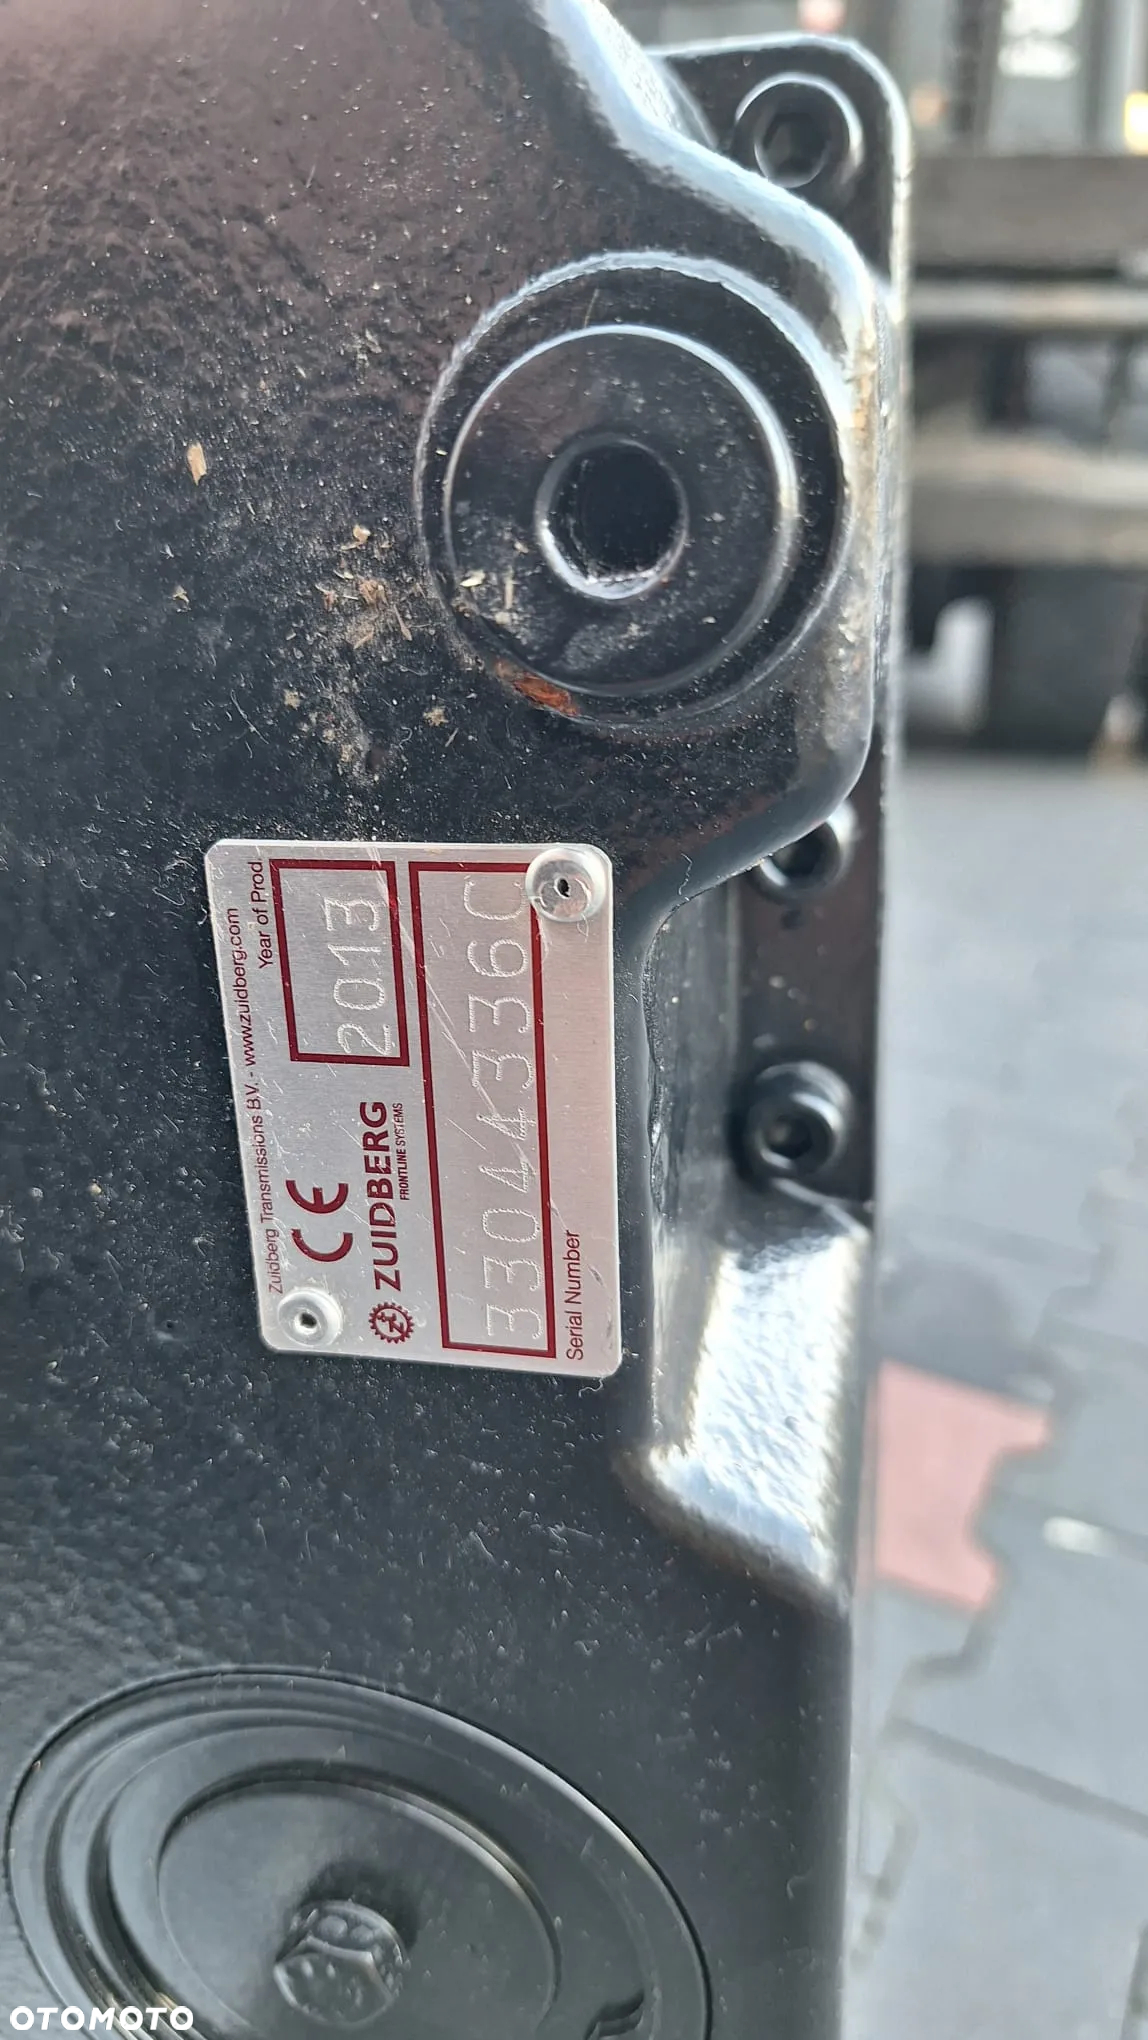 Zuidberg Transmissions B.V. - www.zuidberg.com
Year of Prod.
2013
CE
ZUIDBERG
FRONTLINE SYSTEMS
33044336C
Serial Number
OTOMOTO